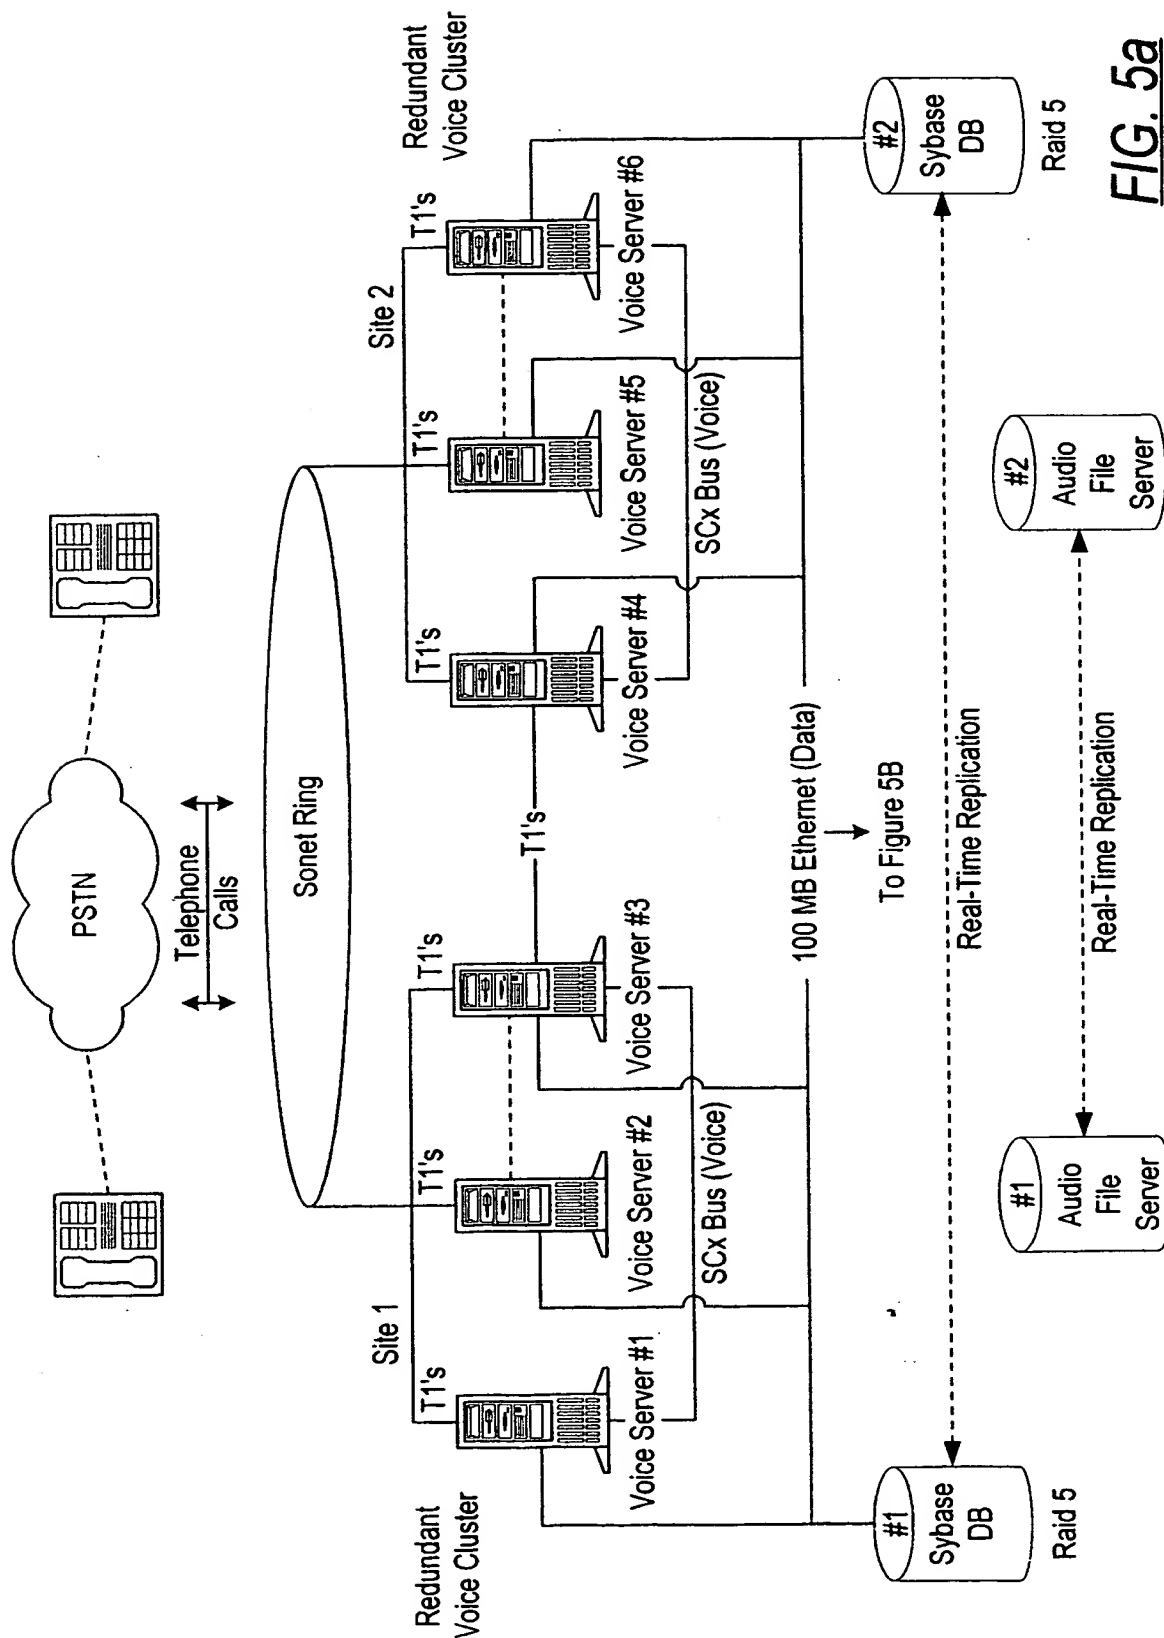 PSTN
Telephone
Calls
Sonet Ring
Redundant
Voice Cluster
Site 1
T1's
T1's
T1's
Voice Server #1
Voice Server #2
Voice Server #3
SCx Bus (Voice)
T1's
Redundant
Voice Cluster
Site 2
T1's
T1's
T1's
Voice Server #4
Voice Server #5
Voice Server #6
SCx Bus (Voice)
100 MB Ethernet (Data)
To Figure 5B
#1
Sybase
DB
Raid 5
Real-Time Replication
#2
Sybase
DB
Raid 5
#1
Audio
File
Server
Real-Time Replication
#2
Audio
File
Server
FIG. 5a